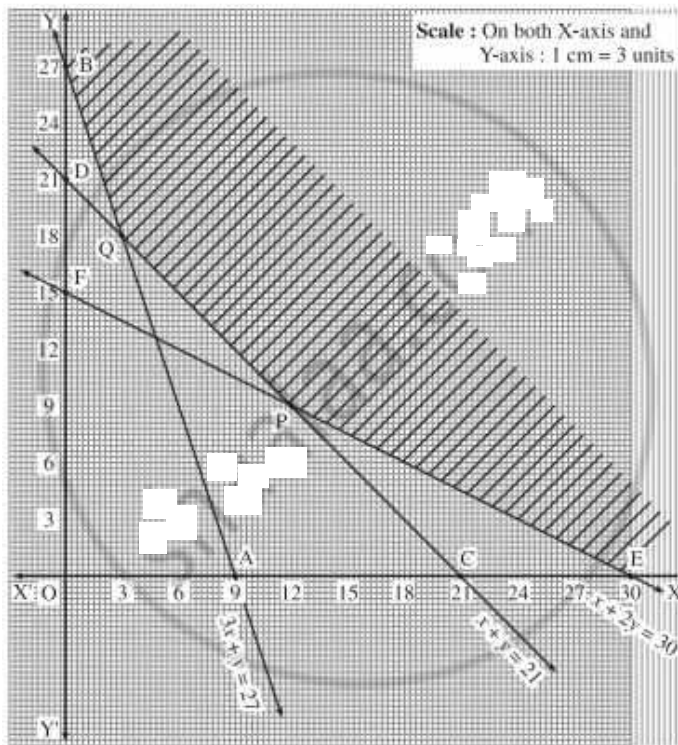 Scale : On both X-axis and
Y-axis : 1 cm = 3 units
Y
27
B
24
D
21
18
Q
F
15
12
9
P
6
3
A
C
E
X'
O
3
6
9
12
15
18
21
24
27
30
X
3x + y = 27
x + y = 21
x + 2y = 30
Y'